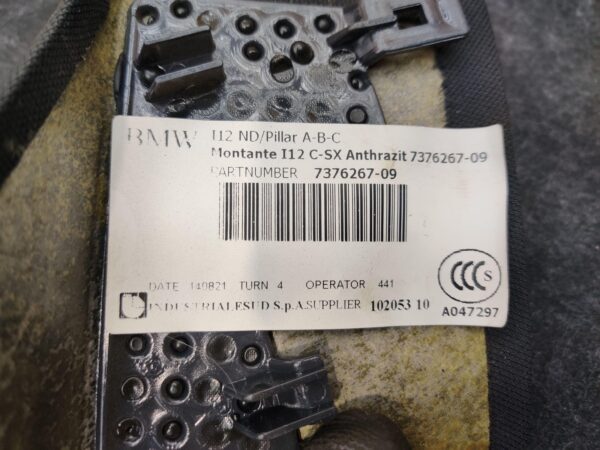 BMW I12 ND/Pillar A-B-C
Montante I12 C-SX Anthrazit 7376267-09
PARTNUMBER 7376267-09
DATE 140821 TURN 4 OPERATOR 441
INDUSTRIALESUD S.p.A. SUPPLIER 102053 10
CCC S
A047297